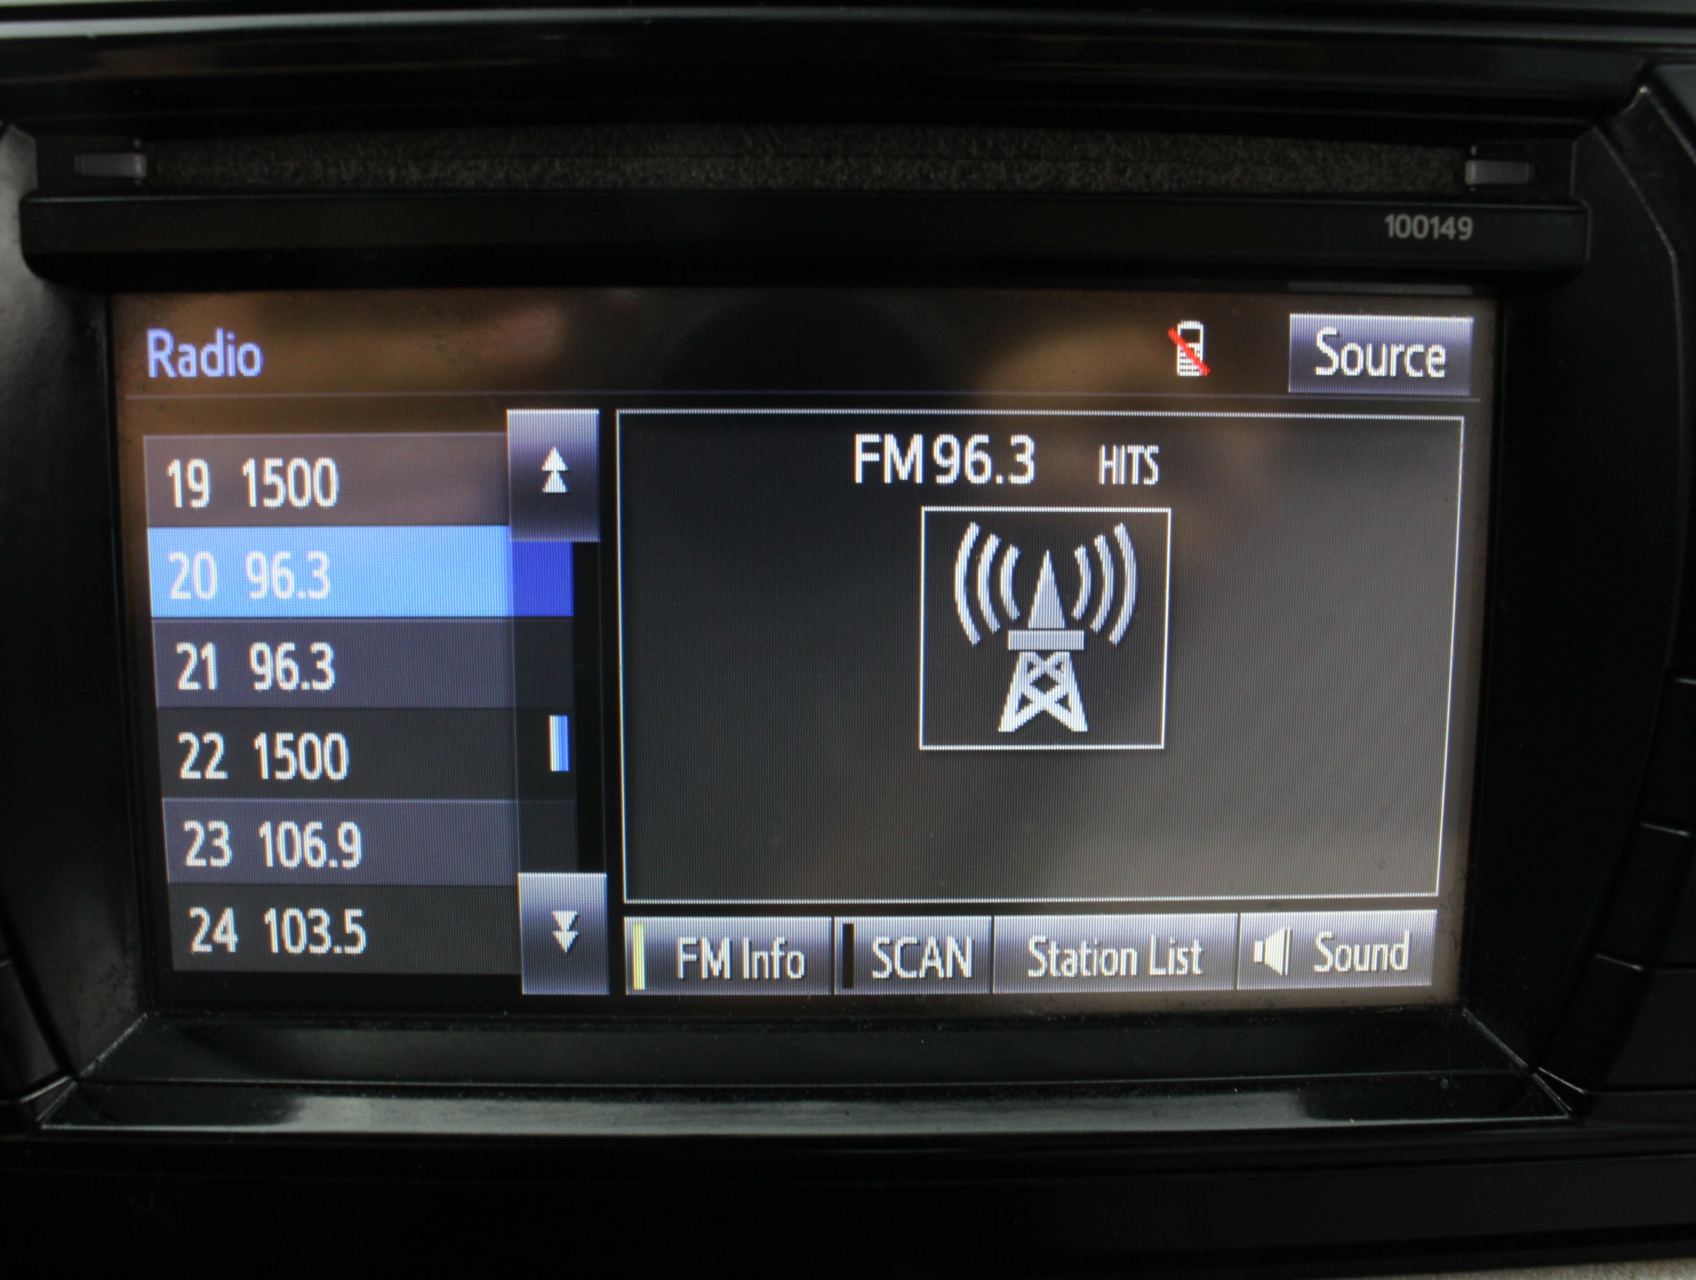 100149
Radio
Source
19 1500
20 96.3
21 96.3
22 1500
23 106.9
24 103.5
FM 96.3 HITS
FM Info
SCAN
Station List
Sound